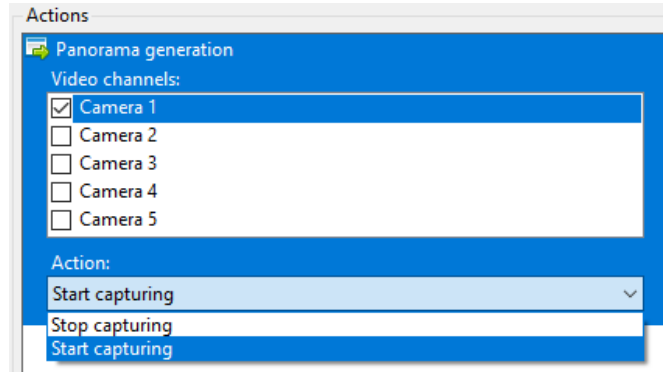 Actions
Panorama generation
Video channels:
Camera 1
Camera 2
Camera 3
Camera 4
Camera 5
Action:
Start capturing
Stop capturing
Start capturing